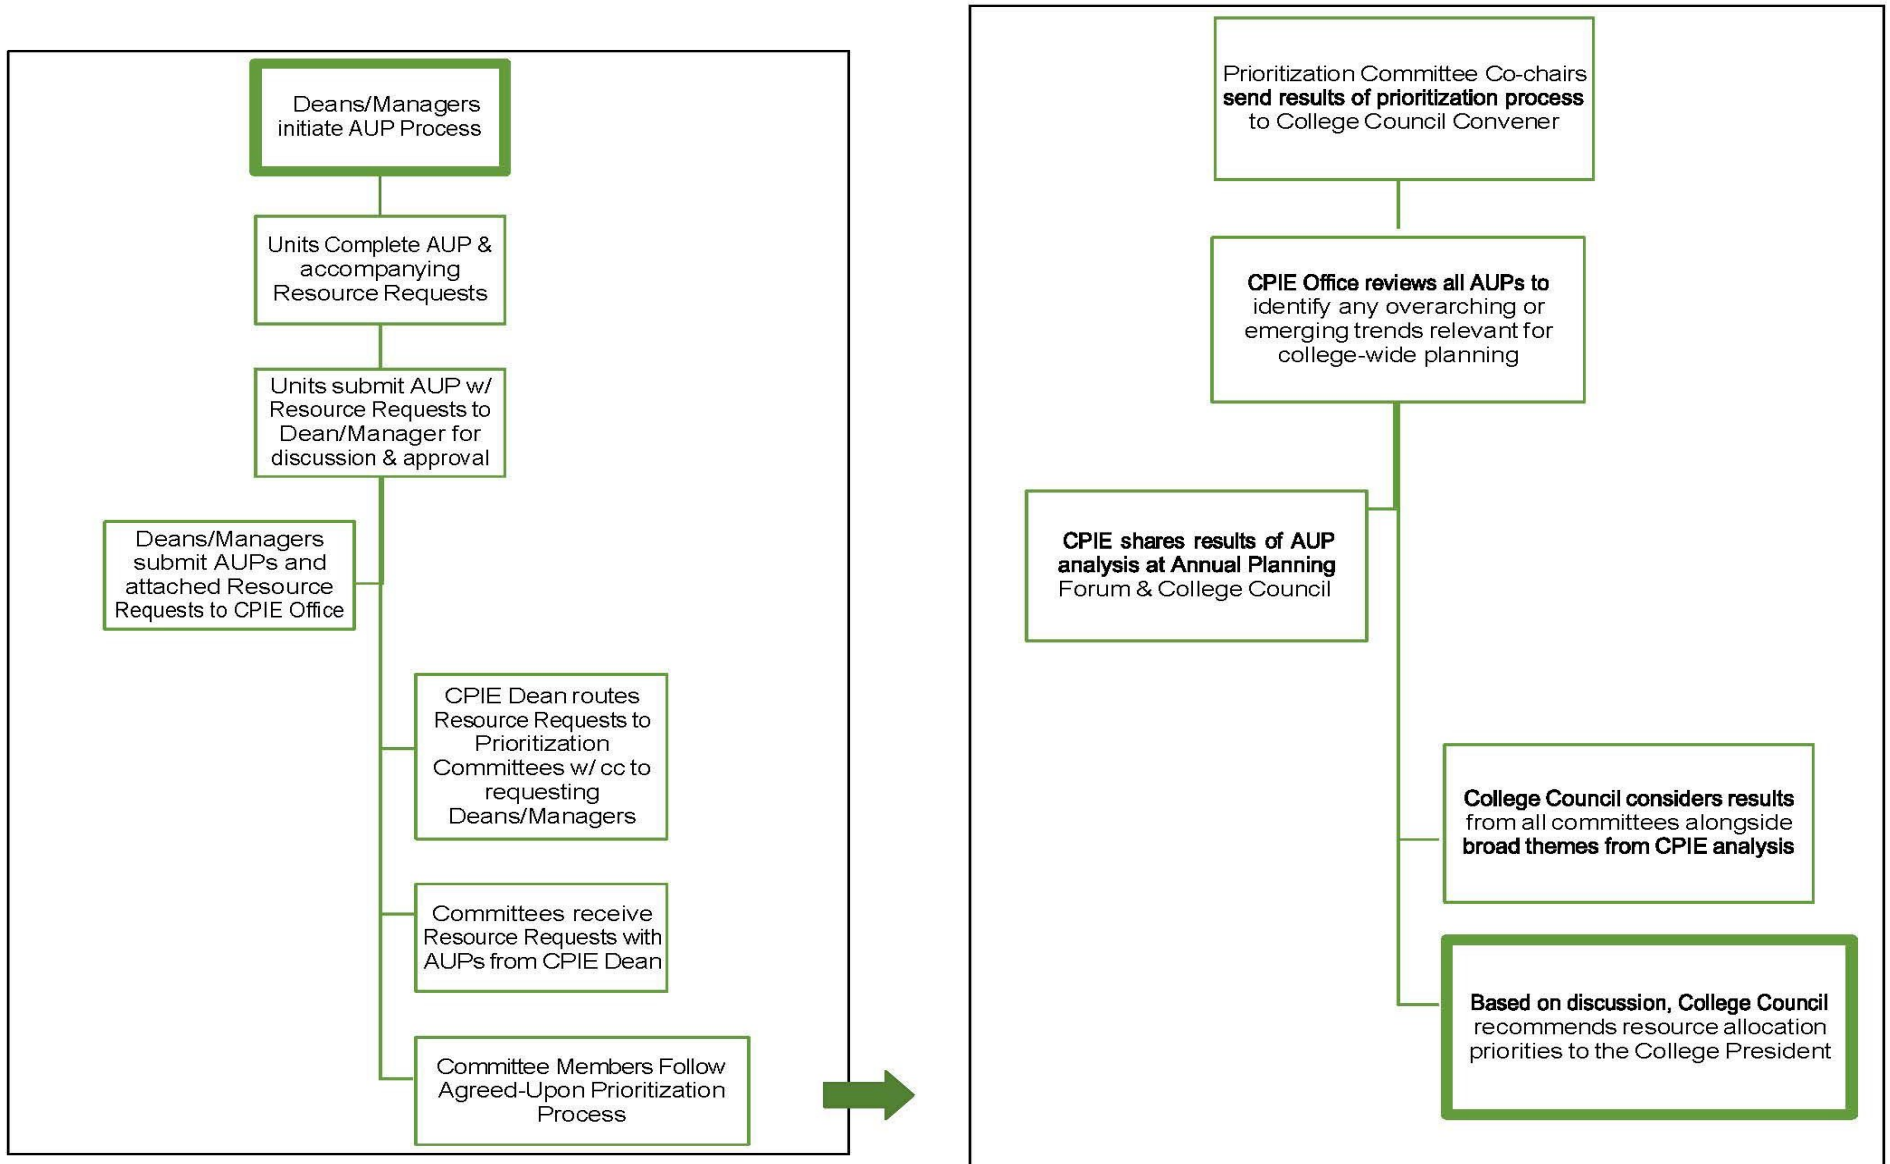 Deans/Managers
initiate AUP Process
Units Complete AUP &
accompanying
Resource Requests
Units submit AUP w/
Resource Requests to
Dean/Manager for
discussion & approval
Deans/Managers
submit AUPs and
attached Resource
Requests to CPIE Office
CPIE Dean routes
Resource Requests to
Prioritization
Committees w/ cc to
requesting
Deans/Managers
Committees receive
Resource Requests with
AUPs from CPIE Dean
Committee Members Follow
Agreed-Upon Prioritization
Process
Prioritization Committee Co-chairs
send results of prioritization process
to College Council Convener
CPIE Office reviews all AUPs to
identify any overarching or
emerging trends relevant for
college-wide planning
CPIE shares results of AUP
analysis at Annual Planning
Forum & College Council
College Council considers results
from all committees alongside
broad themes from CPIE analysis
Based on discussion, College Council
recommends resource allocation
priorities to the College President